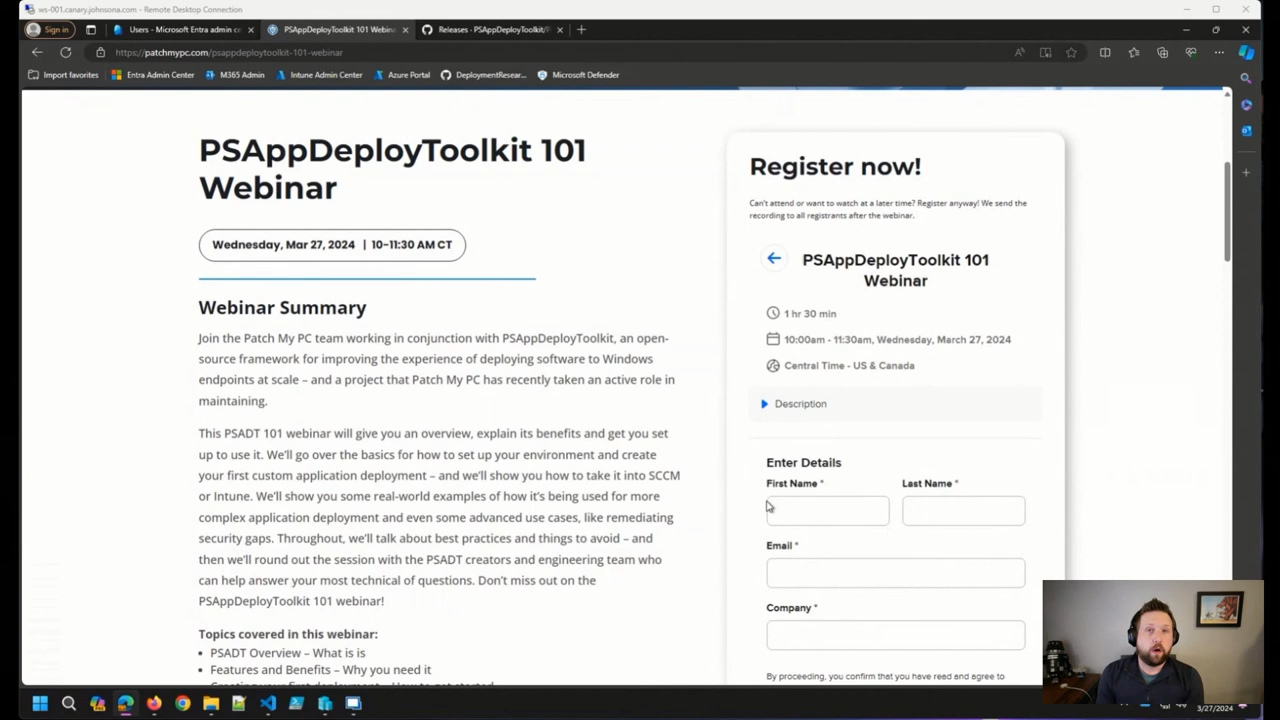 ws-001.canary.johnsona.com - Remote Desktop Connection
Sign in
Users - Microsoft Entra admin ce
PSAppDeployToolkit 101 Webinar
Releases - PSAppDeployToolkit/P
https://patchmypc.com/psappdeploytoolkit-101-webinar
Import favorites
Entra Admin Center
M365 Admin
Intune Admin Center
Azure Portal
DeploymentResear...
Microsoft Defender
PSAppDeployToolkit 101
Webinar
Wednesday, Mar 27, 2024 | 10-11:30 AM CT
Webinar Summary
Join the Patch My PC team working in conjunction with PSAppDeployToolkit, an open-
source framework for improving the experience of deploying software to Windows
endpoints at scale – and a project that Patch My PC has recently taken an active role in
maintaining.
This PSADT 101 webinar will give you an overview, explain its benefits and get you set
up to use it. We'll go over the basics for how to set up your environment and create
your first custom application deployment – and we'll show you how to take it into SCCM
or Intune. We'll show you some real-world examples of how it's being used for more
complex application deployment and even some advanced use cases, like remediating
security gaps. Throughout, we'll talk about best practices and things to avoid – and
then we'll round out the session with the PSADT creators and engineering team who
can help answer your most technical of questions. Don't miss out on the
PSAppDeployToolkit 101 webinar!
Topics covered in this webinar:
• PSADT Overview – What is is
• Features and Benefits – Why you need it
• Creating your first deployment – How to get started
Register now!
Can't attend or want to watch at a later time? Register anyway! We send the
recording to all registrants after the webinar.
PSAppDeployToolkit 101
Webinar
1 hr 30 min
10:00am - 11:30am, Wednesday, March 27, 2024
Central Time - US & Canada
Description
Enter Details
First Name *
Last Name *
Email *
Company *
By proceeding, you confirm that you have read and agree to
3/27/2024